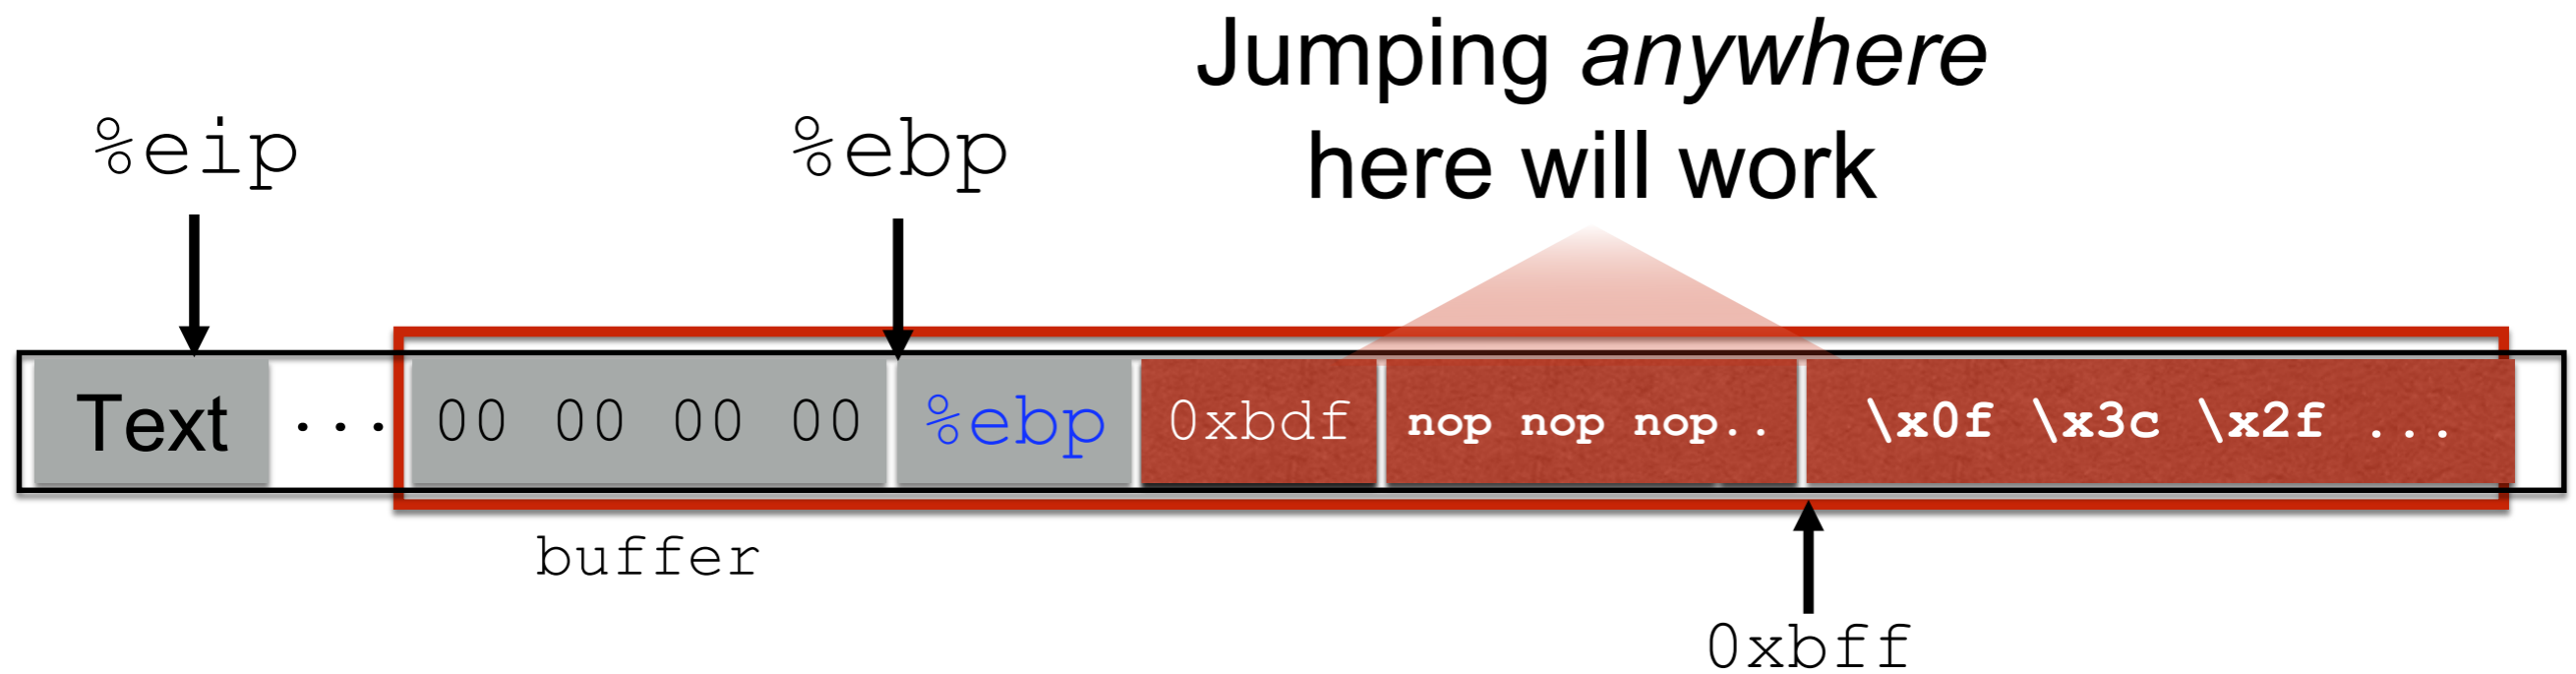 Jumping anywhere
here will work
%eip
%ebp
Text ... 00 00 00 00 %ebp 0xbdf nop nop nop.. \x0f \x3c \x2f ...
buffer
0xbff